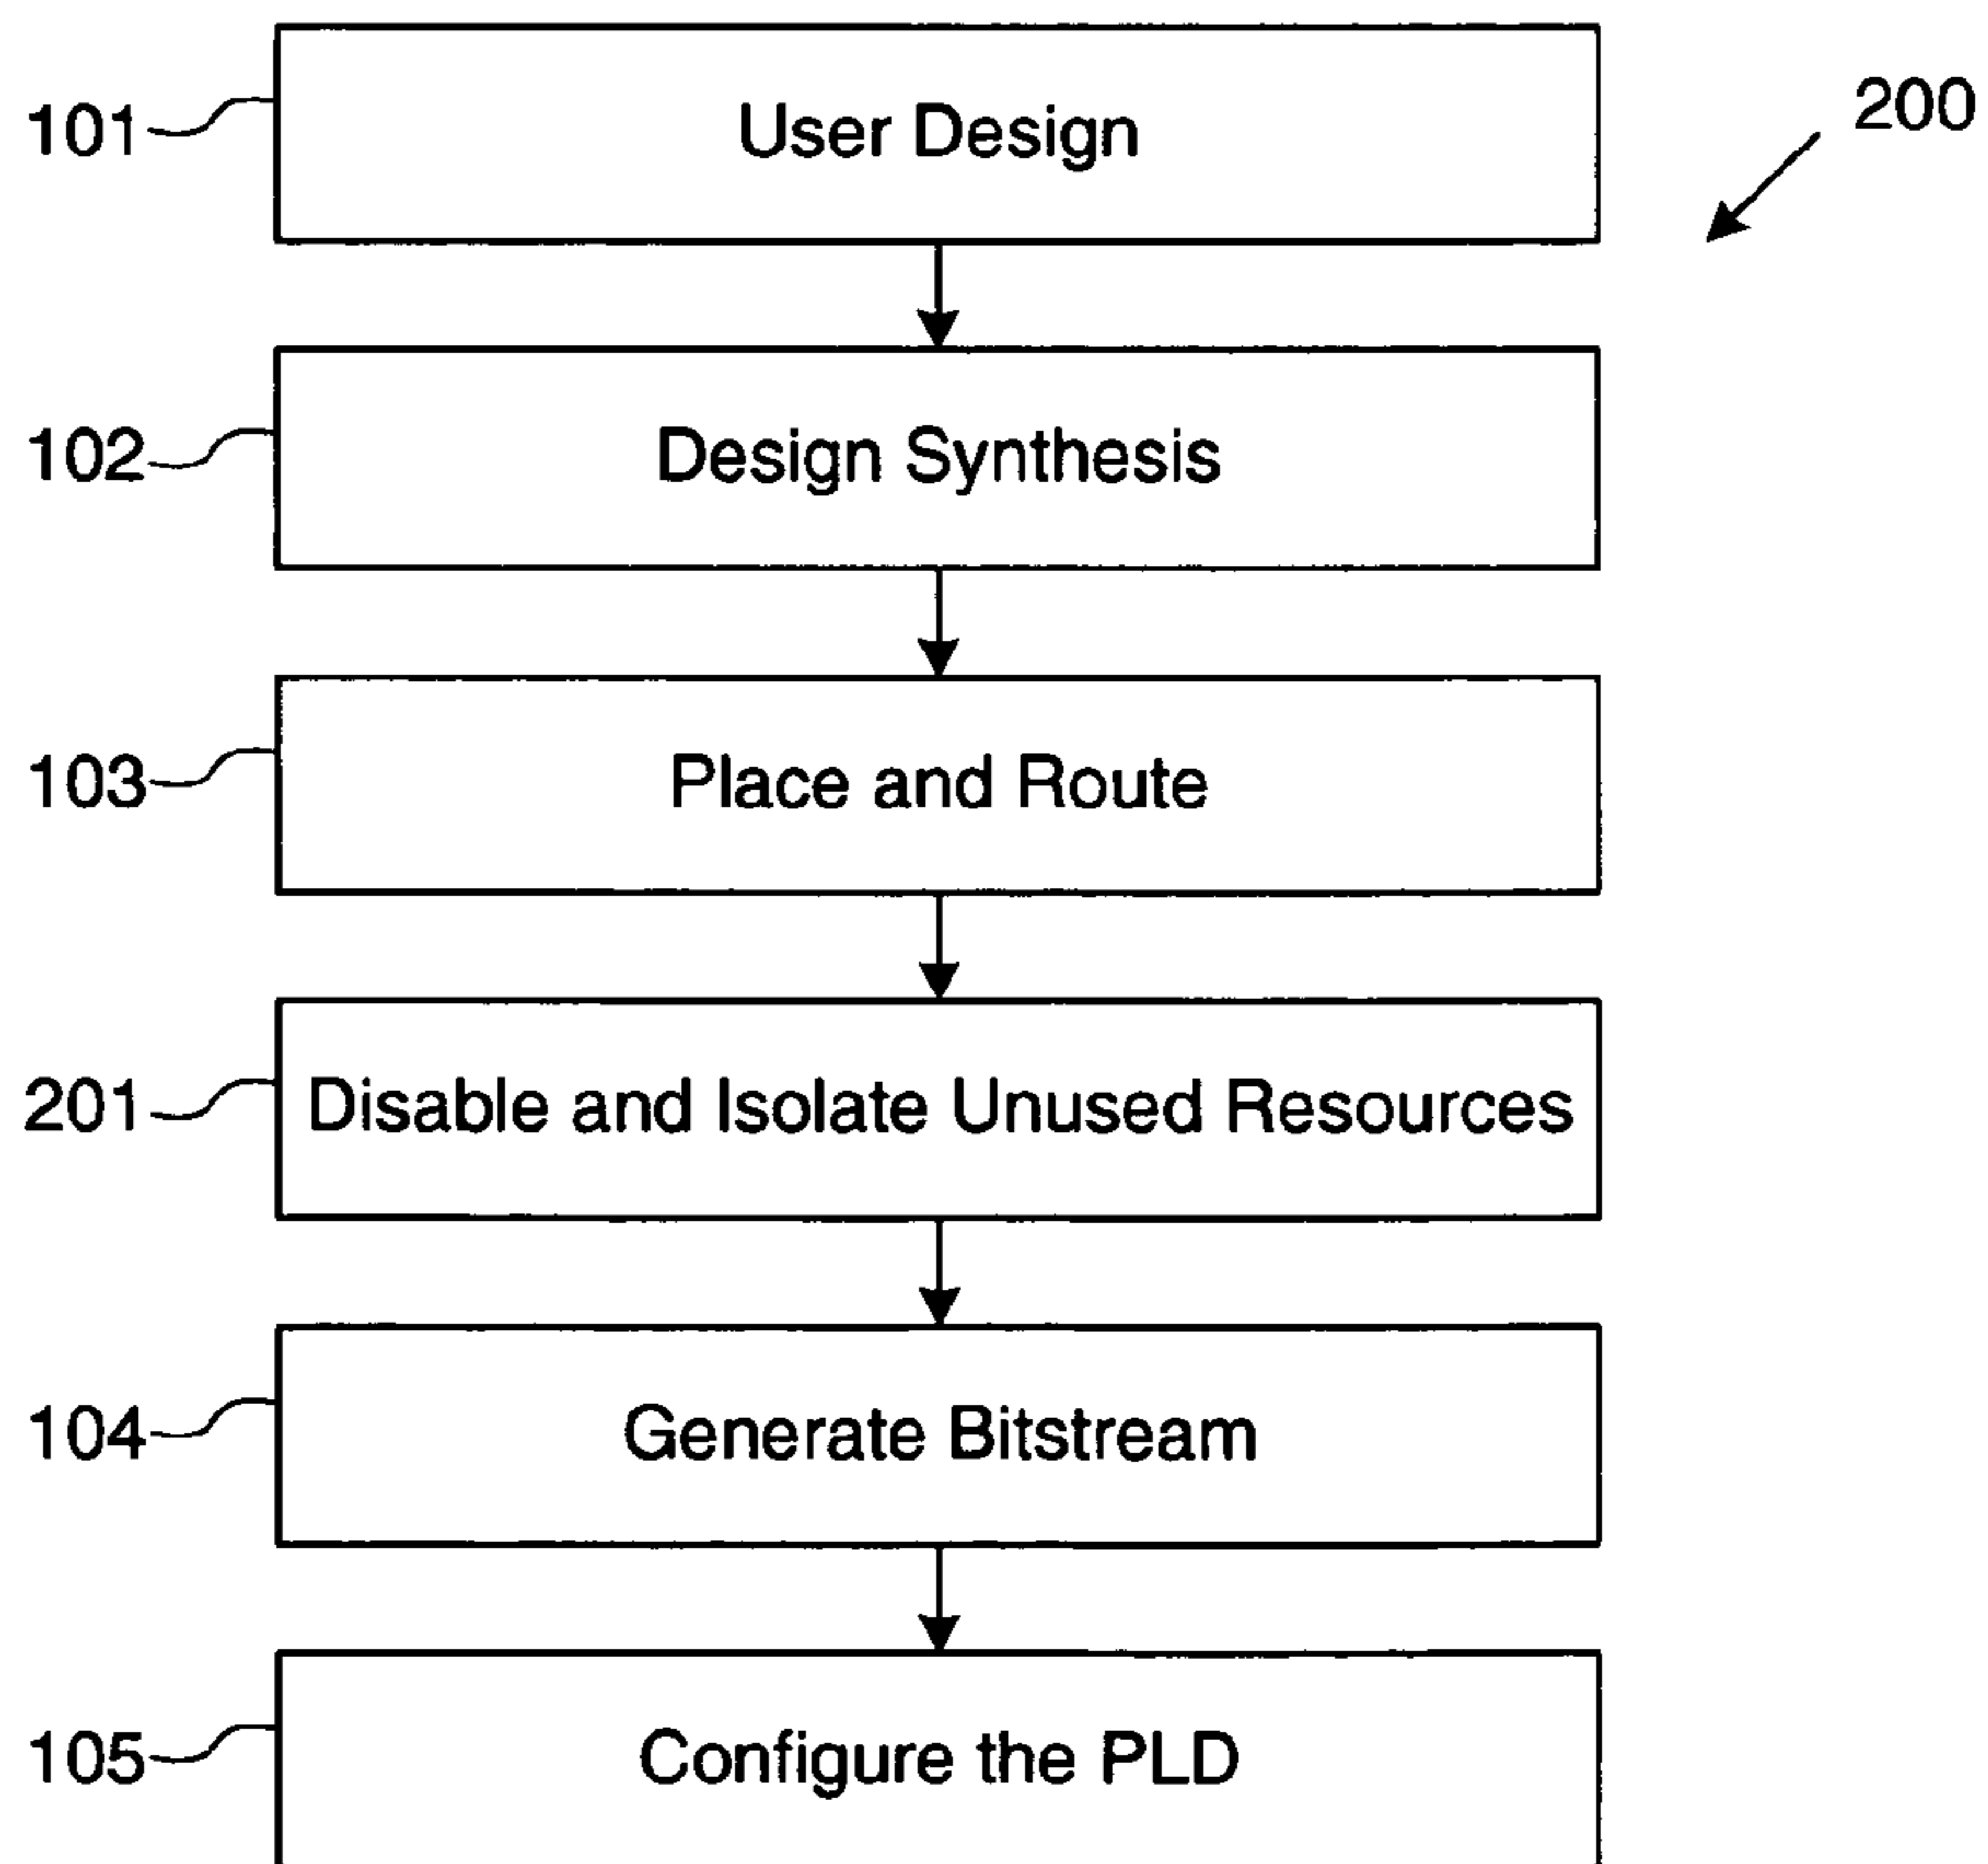 200
101 User Design
102 Design Synthesis
103 Place and Route
201 Disable and Isolate Unused Resources
104 Generate Bitstream
105 Configure the PLD